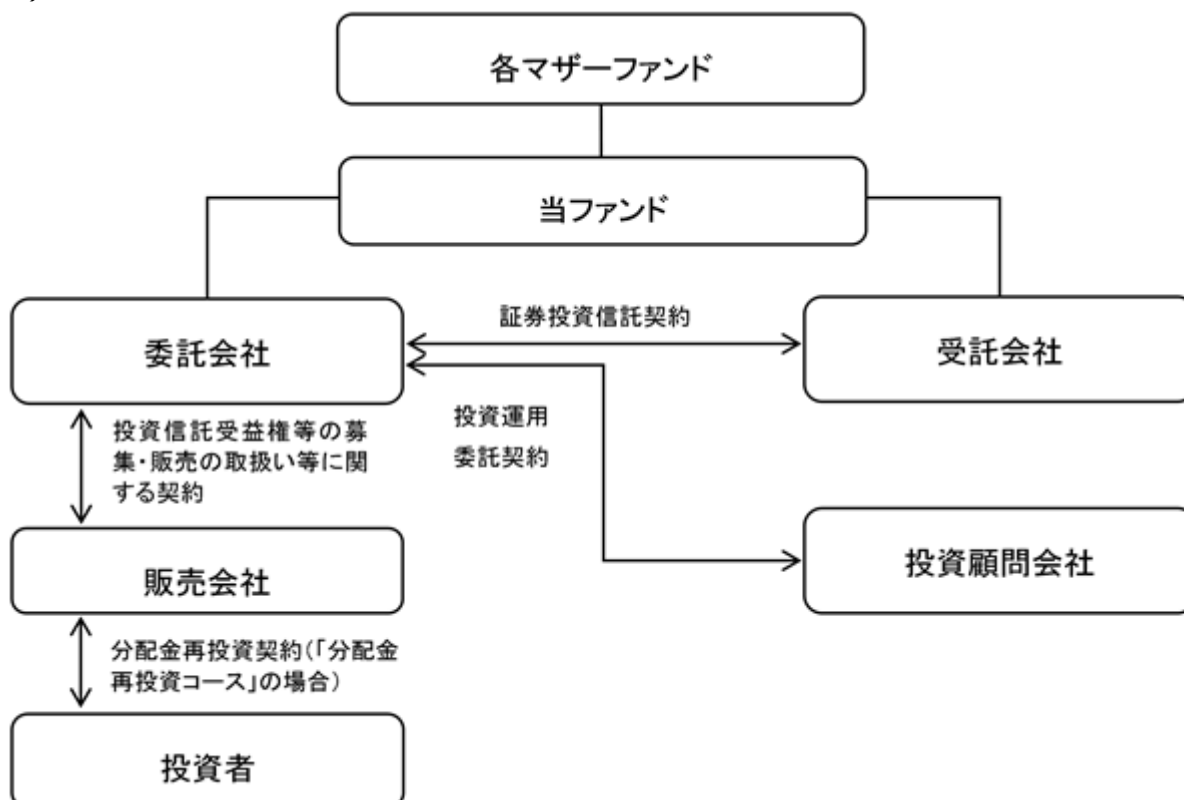 各マザーファンド
当ファンド
証券投資信託契約
委託会社
受託会社
投資運用
委託契約
投資信託受益権等の募
集・販売の取扱い等に関
する契約
販売会社
投資顧問会社
分配金再投資契約(「分配金
再投資コース」の場合)
投資者